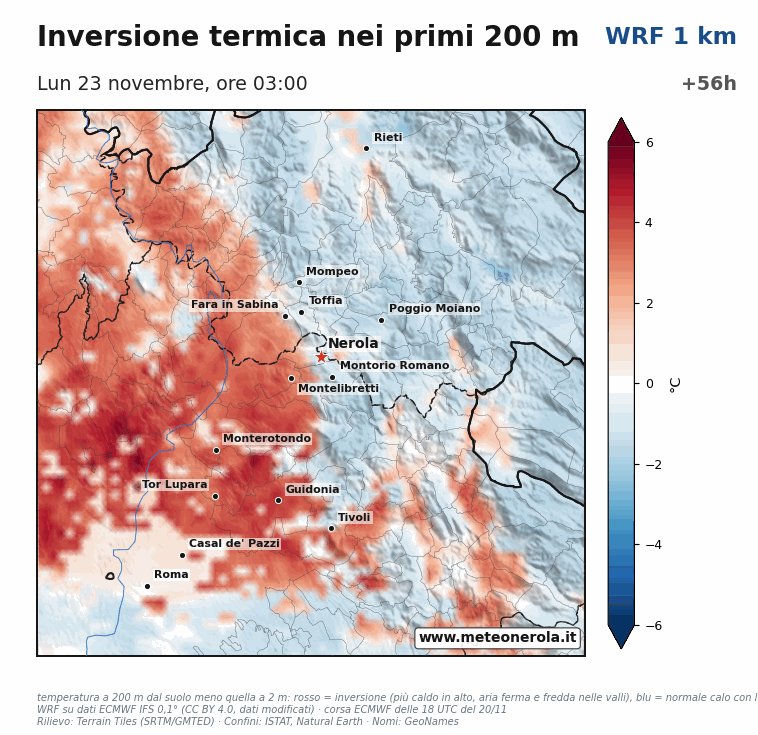 Inversione termica nei primi 200 m
WRF 1 km
Lun 23 novembre, ore 03:00
+56h
Rieti
Mompeo
Toffia
Fara in Sabina
Poggio Moiano
Nerola
Montorio Romano
Montelibretti
Monterotondo
Tor Lupara
Guidonia
Tivoli
Casal de' Pazzi
Roma
www.meteonerola.it
6
4
2
0
−2
−4
−6
°C
temperatura a 200 m dal suolo meno quella a 2 m: rosso = inversione (più caldo in alto, aria ferma e fredda nelle valli), blu = normale calo con l
WRF su dati ECMWF IFS 0,1° (CC BY 4.0, dati modificati) · corsa ECMWF delle 18 UTC del 20/11
Rilievo: Terrain Tiles (SRTM/GMTED) · Confini: ISTAT, Natural Earth · Nomi: GeoNames